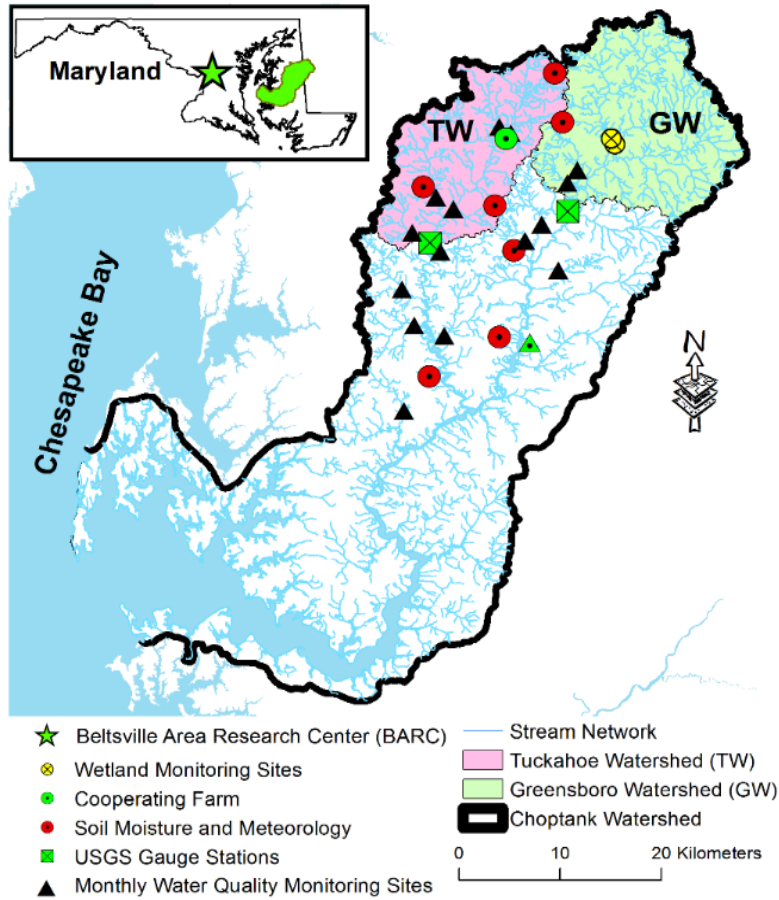 Maryland
TW
GW
Chesapeake Bay
N
Beltsville Area Research Center (BARC)
Wetland Monitoring Sites
Cooperating Farm
Soil Moisture and Meteorology
USGS Gauge Stations
Monthly Water Quality Monitoring Sites
Stream Network
Tuckahoe Watershed (TW)
Greensboro Watershed (GW)
Choptank Watershed
0 10 20 Kilometers